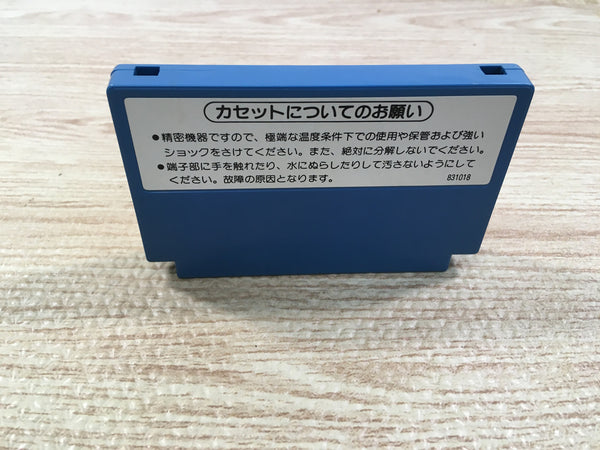 カセットについてのお願い
●精密機器ですので、極端な温度条件下での使用や保管および強い
ショックをさけてください。また、絶対に分解しないでください。
●端子部に手を触れたり、水にぬらしたりして汚さないようにして
ください。故障の原因となります。
831018